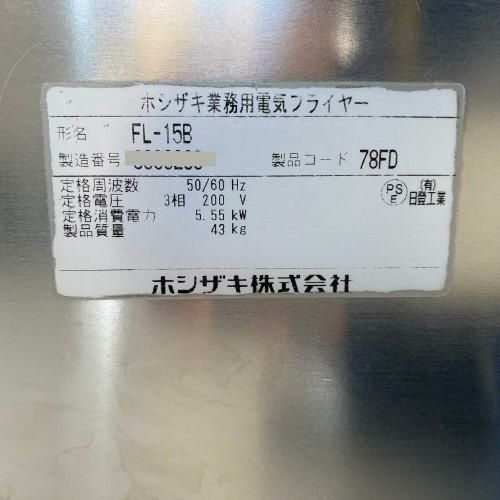 ホシザキ業務用電気フライヤー
形名 FL-15B
製造番号
製品コード 78FD
定格周波数 50/60 Hz
定格電圧 3相 200 V
定格消費電力 5.55 kW
製品質量 43 kg
PS E (有)日登工業
ホシザキ株式会社